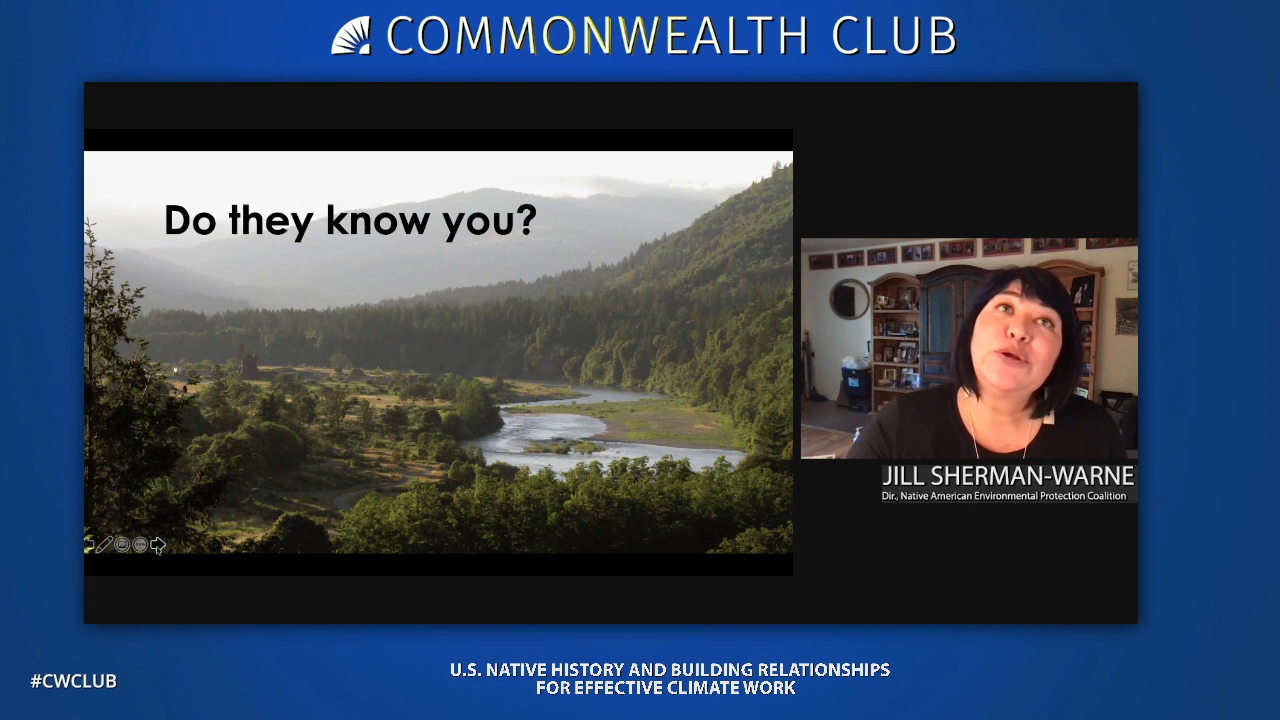 COMMONWEALTH CLUB
Do they know you?
JILL SHERMAN-WARNE
Dir., Native American Environmental Protection Coalition
#CWCLUB
U.S. NATIVE HISTORY AND BUILDING RELATIONSHIPS
FOR EFFECTIVE CLIMATE WORK